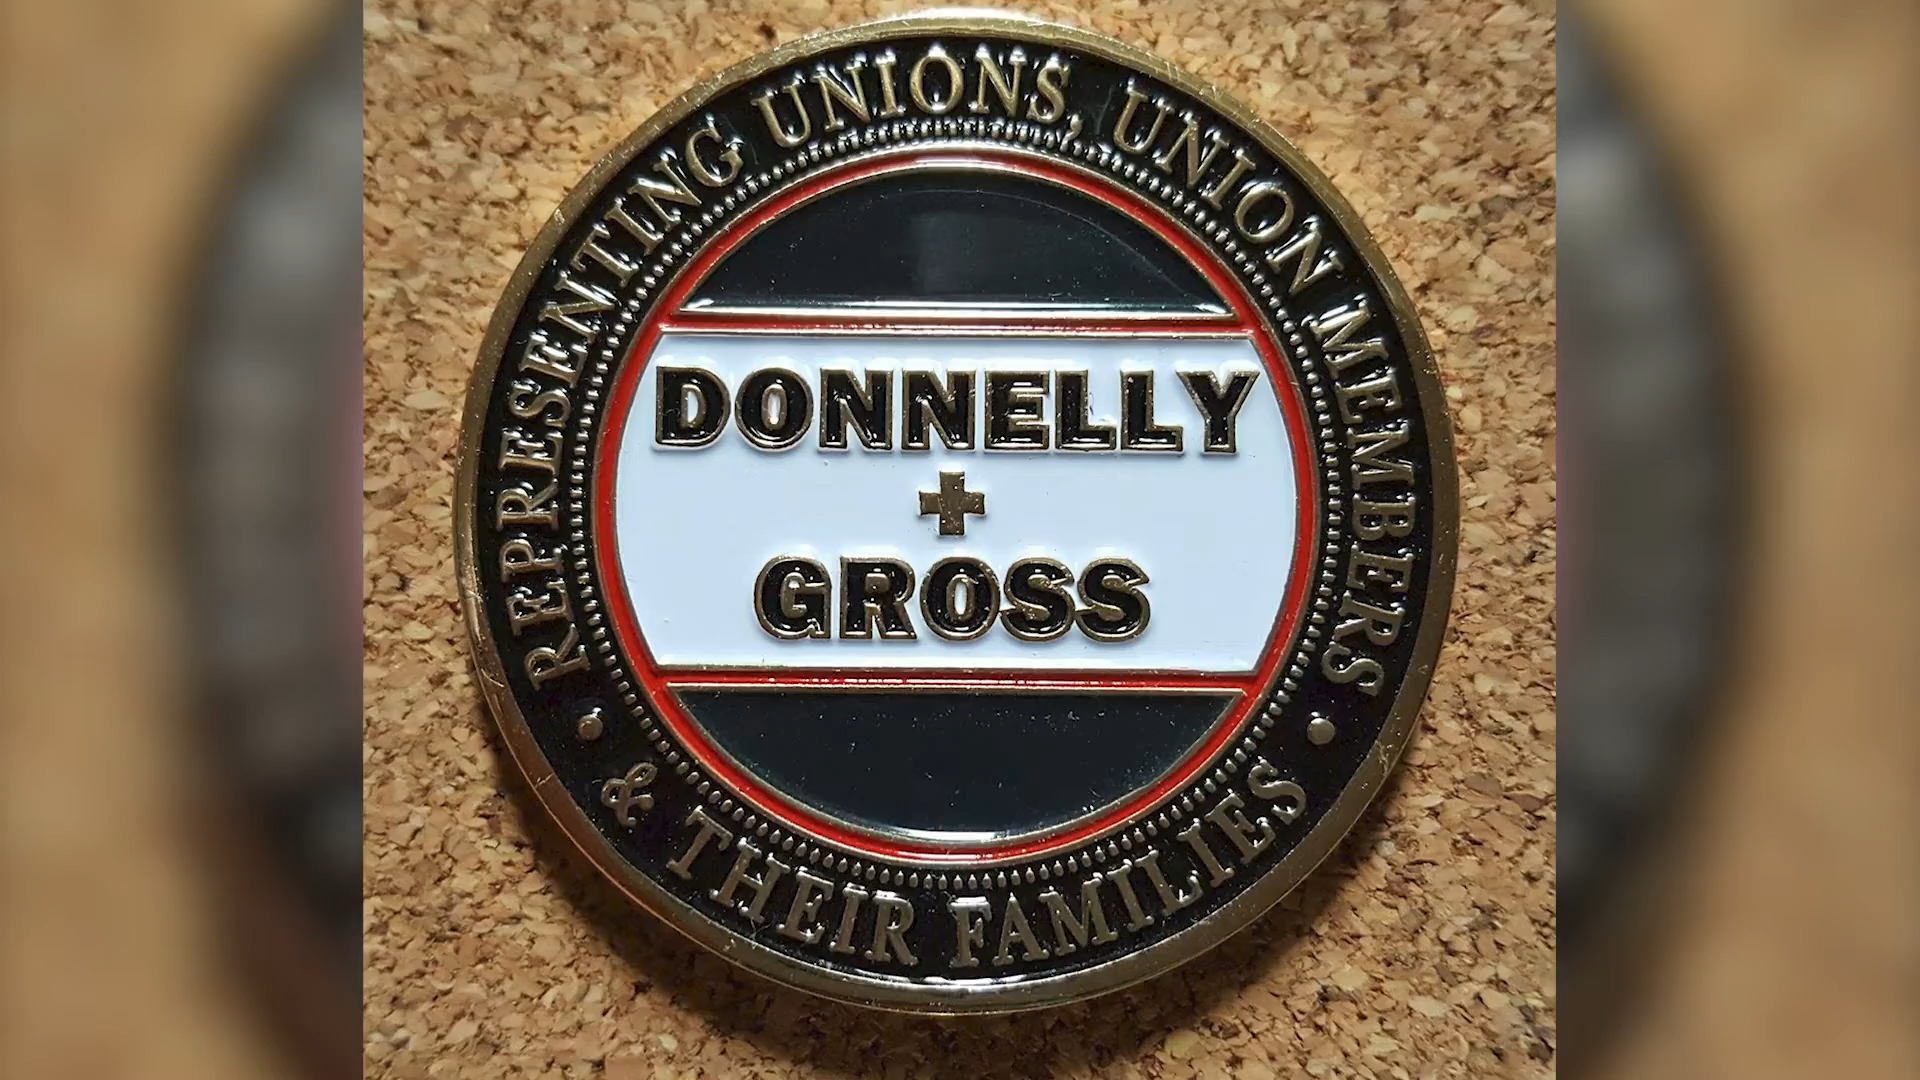 REPRESENTING UNIONS, UNION MEMBERS
DONNELLY
+
GROSS
• & THEIR FAMILIES •